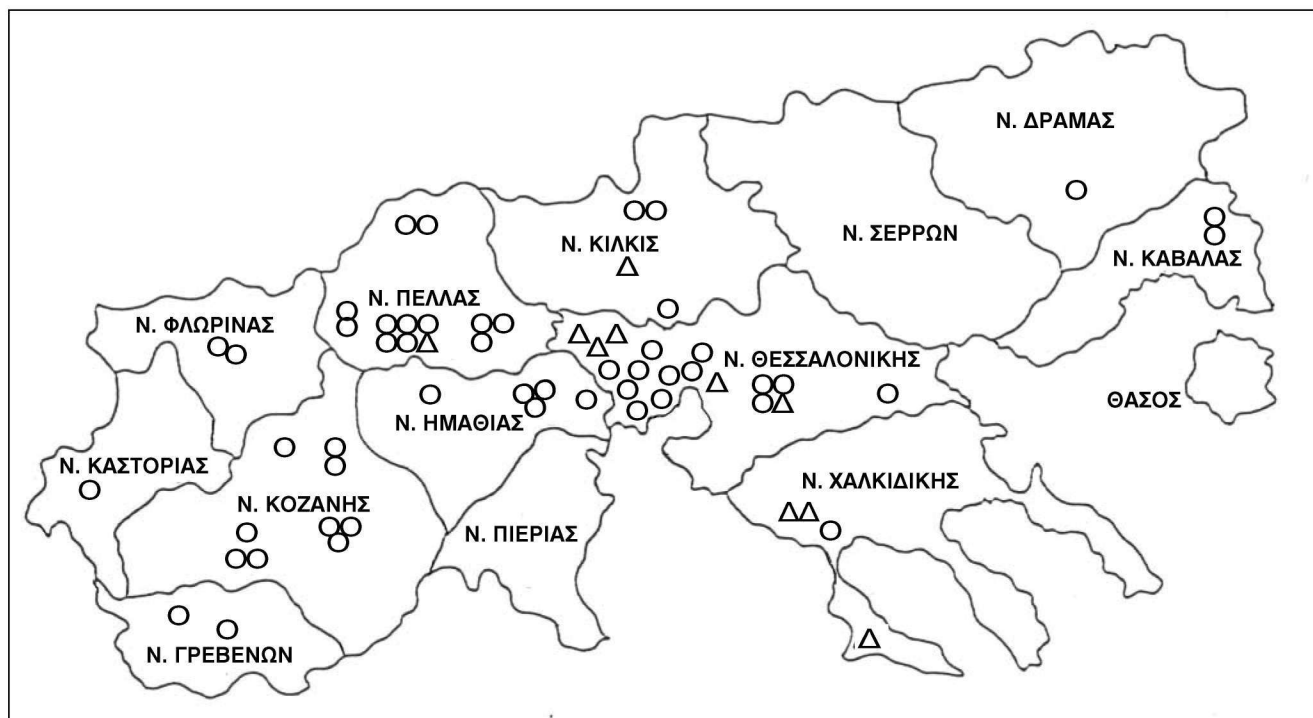 Ν. ΔΡΑΜΑΣ
Ν. ΣΕΡΡΩΝ
Ν. ΚΙΛΚΙΣ
Ν. ΚΑΒΑΛΑΣ
Ν. ΠΕΛΛΑΣ
Ν. ΦΛΩΡΙΝΑΣ
Ν. ΘΕΣΣΑΛΟΝΙΚΗΣ
ΘΑΣΟΣ
Ν. ΗΜΑΘΙΑΣ
Ν. ΚΑΣΤΟΡΙΑΣ
Ν. ΧΑΛΚΙΔΙΚΗΣ
Ν. ΚΟΖΑΝΗΣ
Ν. ΠΙΕΡΙΑΣ
Ν. ΓΡΕΒΕΝΩΝ